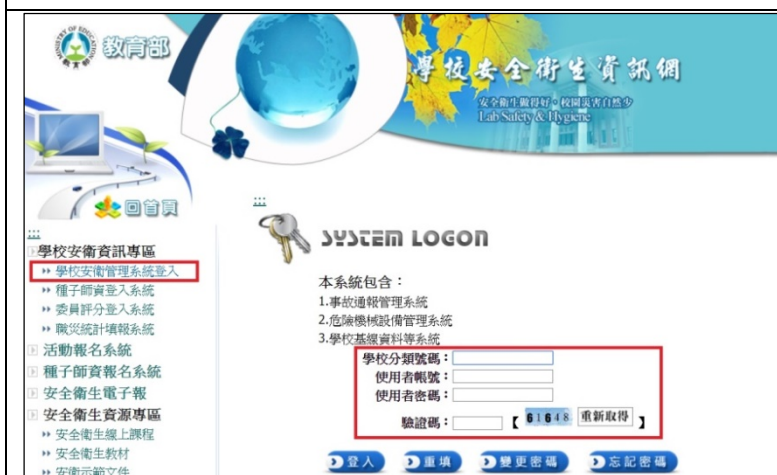 教育部
學校安全衛生資訊網
安全衛生做得好，校園災害自然少
Lab Safety & Hygiene
回首頁
:::
學校安衛資訊專區
學校安衛管理系統登入
種子師資登入系統
委員評分登入系統
職災統計填報系統
活動報名系統
種子師資報名系統
安全衛生電子報
安全衛生資源專區
安全衛生線上課程
安全衛生教材
安衛示範文件
:::
SYSTEM LOGON
本系統包含：
1.事故通報管理系統
2.危險機械設備管理系統
3.學校基線資料等系統
學校分類號碼：
使用者帳號：
使用者密碼：
驗證碼： 【 61648 重新取得 】
登入 重填 變更密碼 忘記密碼